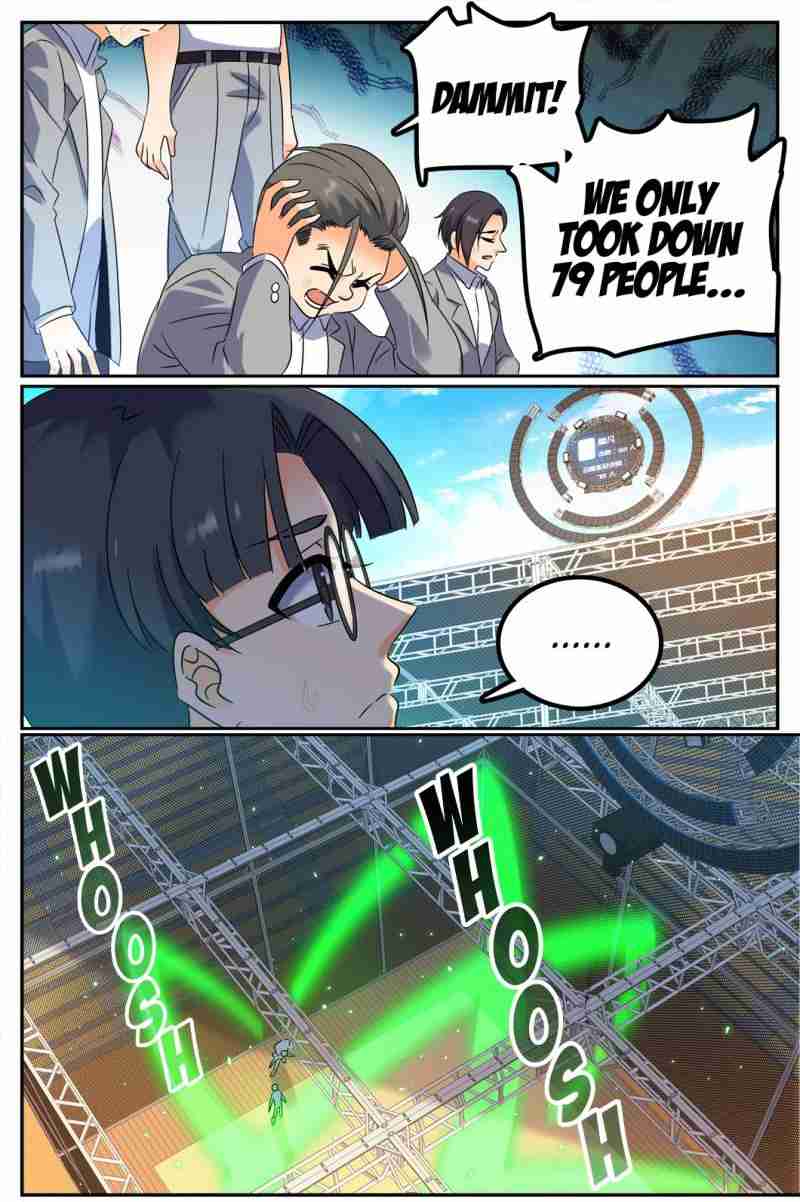 DAMMIT!
WE ONLY
TOOK DOWN
79 PEOPLE...
......
WHOOSH
WHOOSH